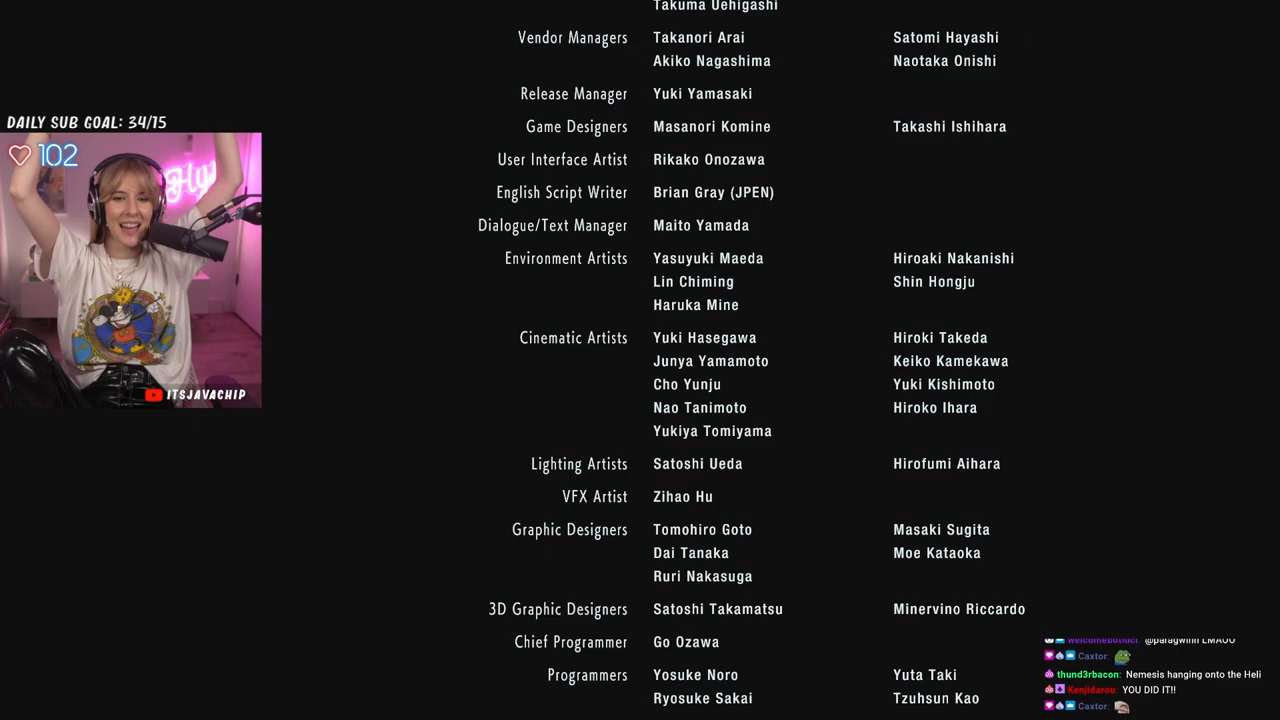 Takuma Uehigashi
Vendor Managers Takanori Arai Satomi Hayashi
Akiko Nagashima Naotaka Onishi
Release Manager Yuki Yamasaki
Game Designers Masanori Komine Takashi Ishihara
User Interface Artist Rikako Onozawa
English Script Writer Brian Gray (JPEN)
Dialogue/Text Manager Maito Yamada
Environment Artists Yasuyuki Maeda Hiroaki Nakanishi
Lin Chiming Shin Hongju
Haruka Mine
Cinematic Artists Yuki Hasegawa Hiroki Takeda
Junya Yamamoto Keiko Kamekawa
Cho Yunju Yuki Kishimoto
Nao Tanimoto Hiroko Ihara
Yukiya Tomiyama
Lighting Artists Satoshi Ueda Hirofumi Aihara
VFX Artist Zihao Hu
Graphic Designers Tomohiro Goto Masaki Sugita
Dai Tanaka Moe Kataoka
Ruri Nakasuga
3D Graphic Designers Satoshi Takamatsu Minervino Riccardo
Chief Programmer Go Ozawa
Programmers Yosuke Noro Yuta Taki
Ryosuke Sakai Tzuhsun Kao
DAILY SUB GOAL: 34/15
102
ITSJAVACHIP
@paragwinn LMAOO
Caxtor:
thund3rbacon: Nemesis hanging onto the Heli
Kenjidarou: YOU DID IT!!
Caxtor: